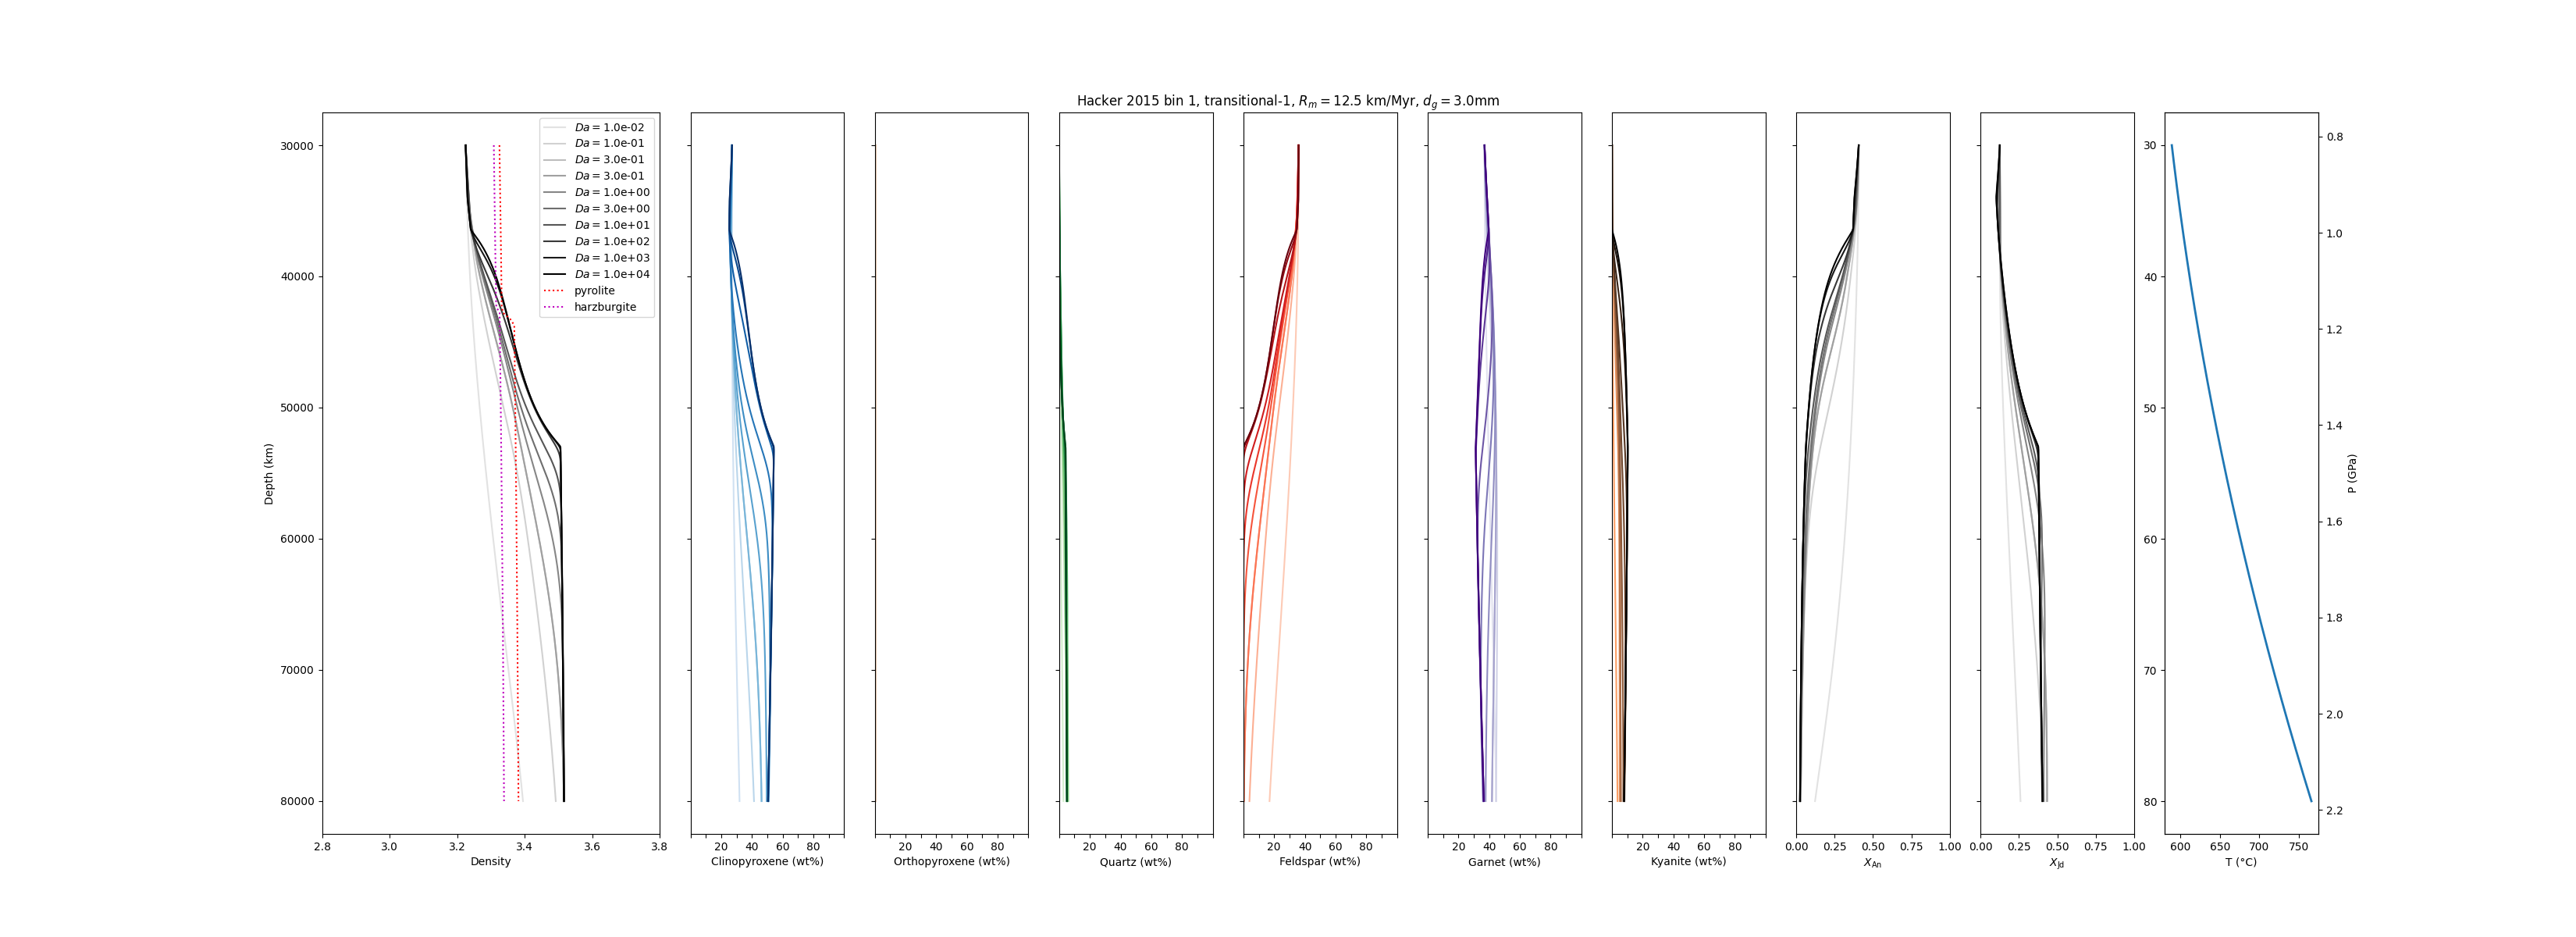 Hacker 2015 bin 1, transitional-1, Rm = 12.5 km/Myr, dg = 3.0mm
Da = 1.0e-02
Da = 1.0e-01
Da = 3.0e-01
Da = 3.0e-01
Da = 1.0e+00
Da = 3.0e+00
Da = 1.0e+01
Da = 1.0e+02
Da = 1.0e+03
Da = 1.0e+04
pyrolite
harzburgite
30000
40000
50000
60000
70000
80000
Depth (km)
2.8 3.0 3.2 3.4 3.6 3.8
Density
20 40 60 80
Clinopyroxene (wt%)
20 40 60 80
Orthopyroxene (wt%)
20 40 60 80
Quartz (wt%)
20 40 60 80
Feldspar (wt%)
20 40 60 80
Garnet (wt%)
20 40 60 80
Kyanite (wt%)
0.00 0.25 0.50 0.75 1.00
XAn
0.00 0.25 0.50 0.75 1.00
XJd
30
40
50
60
70
80
600 650 700 750
T (°C)
0.8
1.0
1.2
1.4
1.6
1.8
2.0
2.2
P (GPa)